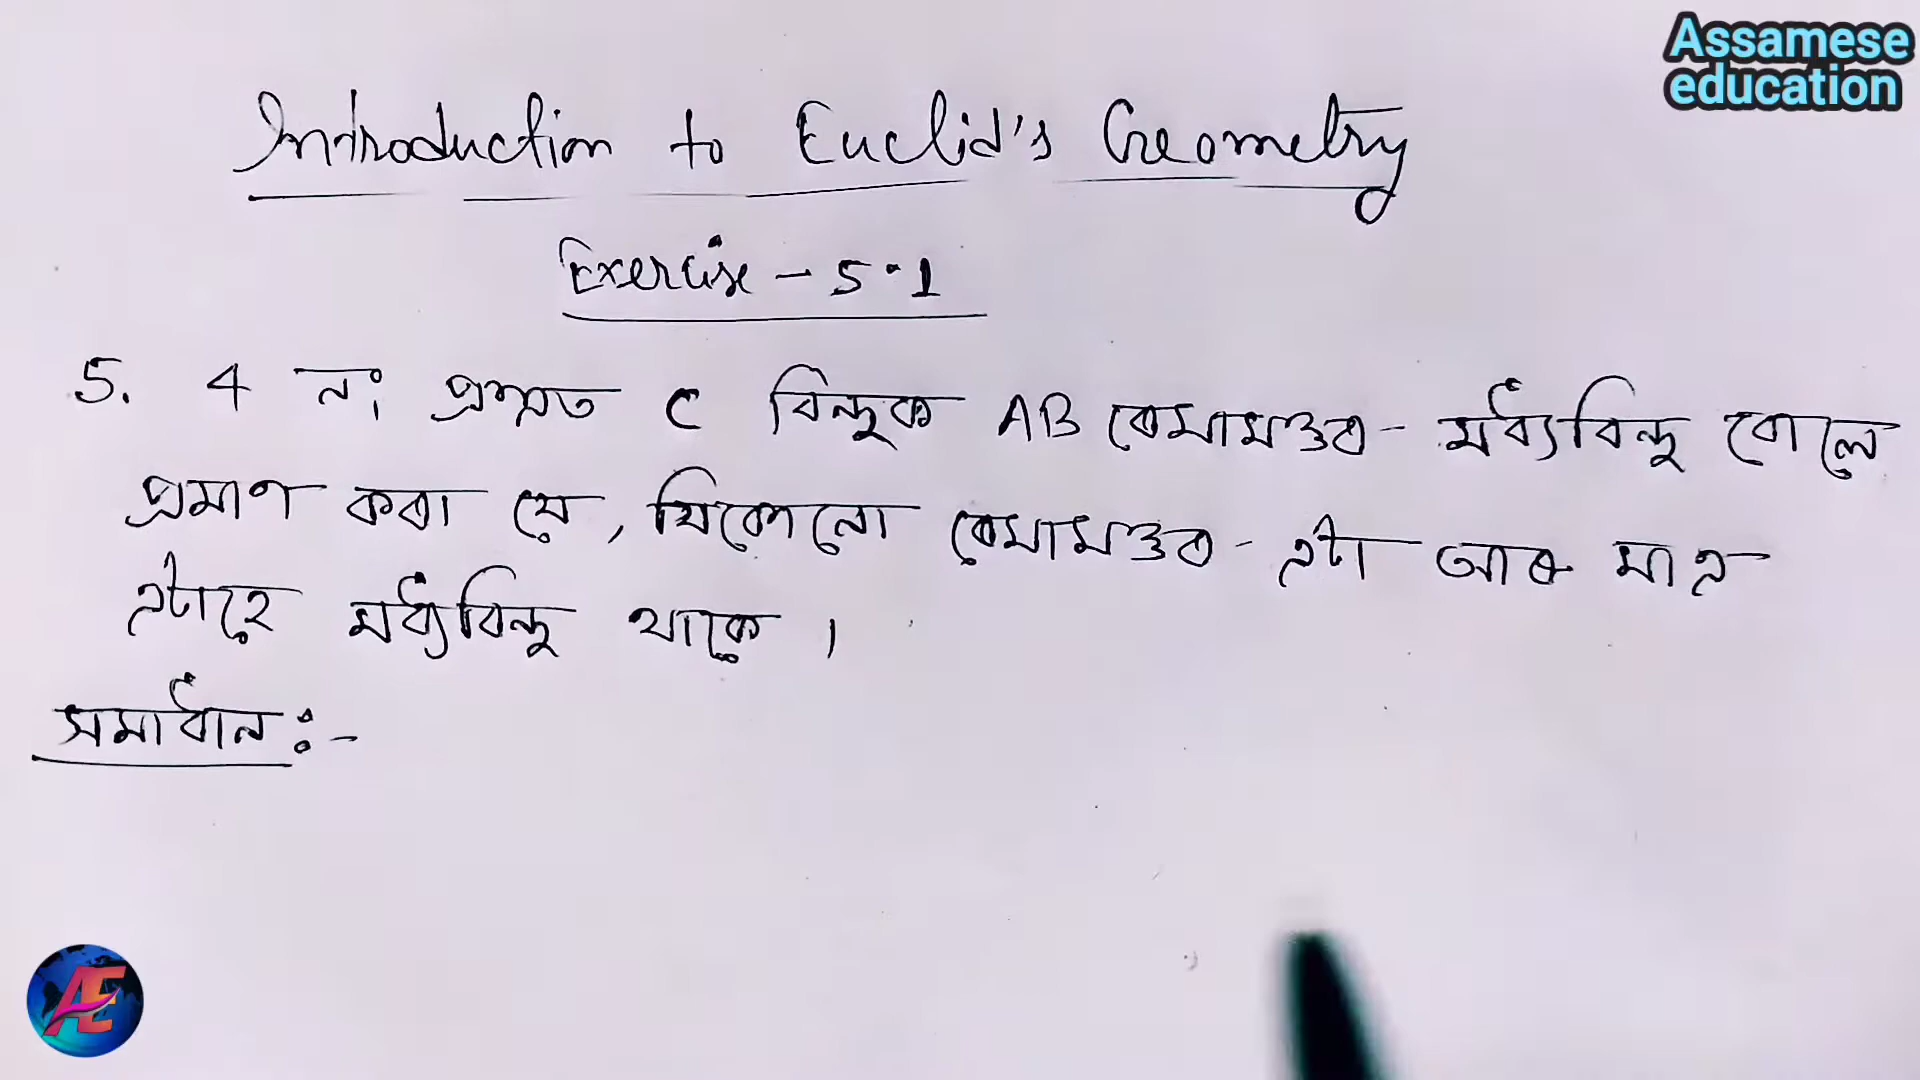 Assamese
education
Introduction to Euclid's Geometry
Exercise - 5.1
5. 4 নং প্ৰশ্নত C বিন্দুক AB ৰেখাখণ্ডৰ মধ্যবিন্দু বোলে
প্ৰমাণ কৰা যে, যিকোনো ৰেখাখণ্ডৰ এটা আৰু মাত্ৰ
এটাহে মধ্যবিন্দু থাকে ।
সমাধান :-
AE